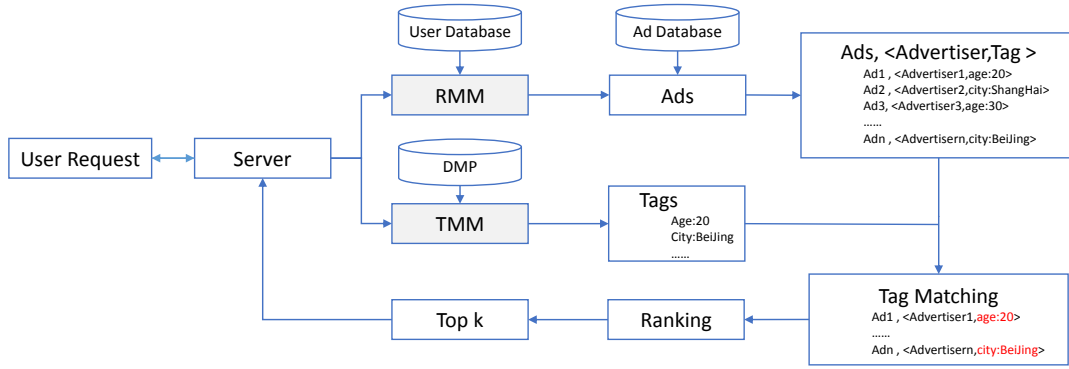 User Database
Ad Database
RMM
Ads
Ads, <Advertiser,Tag >
Ad1 , <Advertiser1,age:20>
Ad2 , <Advertiser2,city:ShangHai>
Ad3, <Advertiser3,age:30>
......
Adn , <Advertisern,city:BeiJing>
User Request
Server
DMP
TMM
Tags
Age:20
City:BeiJing
......
Top k
Ranking
Tag Matching
Ad1 , <Advertiser1,age:20>
......
Adn , <Advertisern,city:BeiJing>